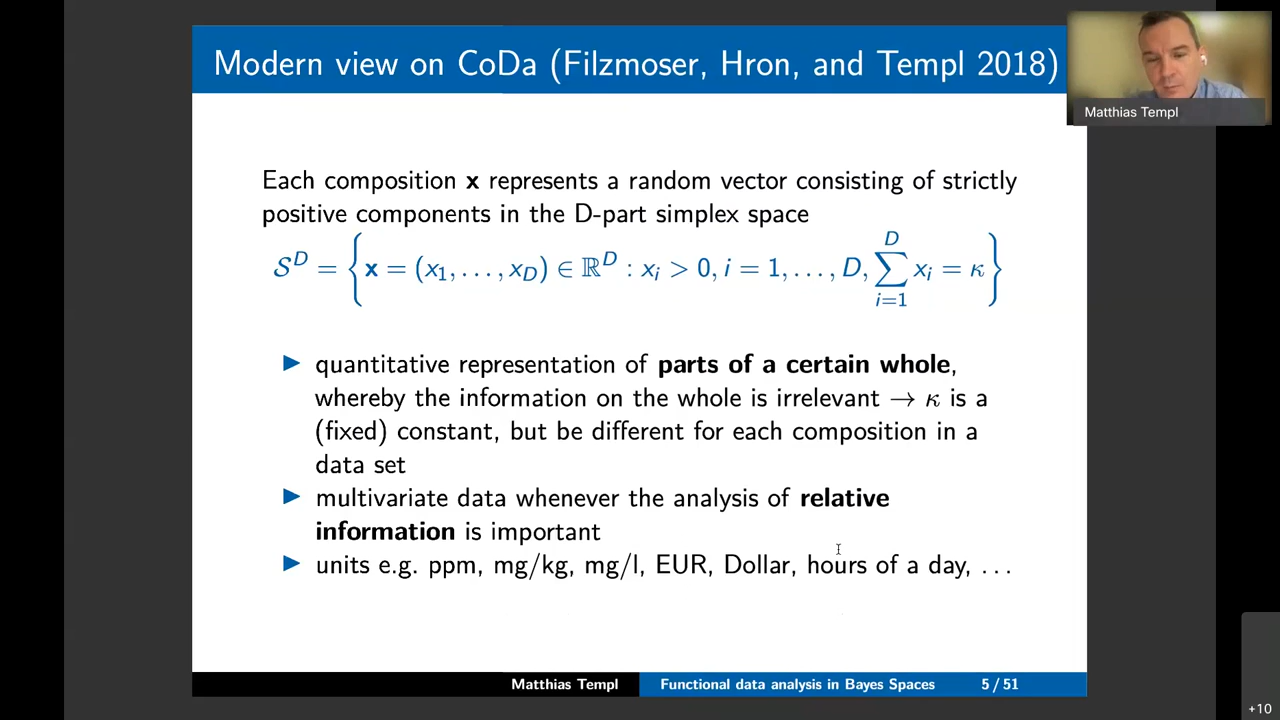 Modern view on CoDa (Filzmoser, Hron, and Templ 2018)
Matthias Templ
Each composition x represents a random vector consisting of strictly
positive components in the D-part simplex space
𝒮^D = { x = (x_1, …, x_D) ∈ ℝ^D : x_i > 0, i = 1, …, D, ∑_{i=1}^{D} x_i = κ }
▶ quantitative representation of parts of a certain whole,
whereby the information on the whole is irrelevant → κ is a
(fixed) constant, but be different for each composition in a
data set
▶ multivariate data whenever the analysis of relative
information is important
▶ units e.g. ppm, mg/kg, mg/l, EUR, Dollar, hours of a day, …
Matthias Templ Functional data analysis in Bayes Spaces 5 / 51
+10